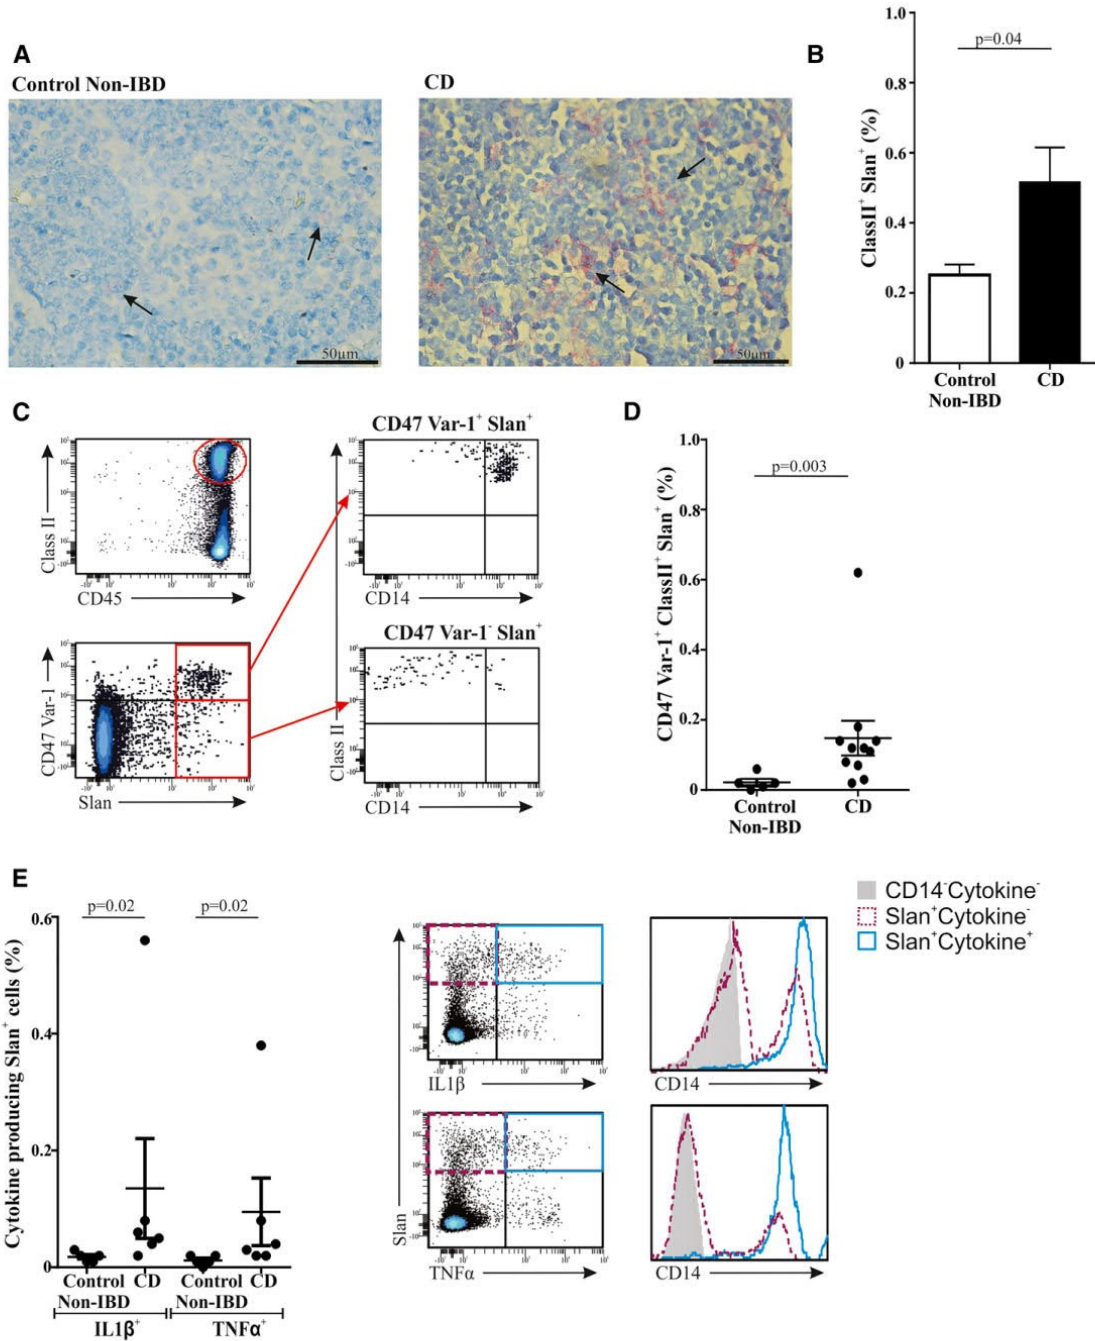 A
Control Non-IBD
CD
50µm
50µm
B
ClassII⁺ Slan⁺ (%)
1.0
0.8
0.6
0.4
0.2
0
p=0.04
Control
Non-IBD
CD
C
Class II
CD45
CD47 Var-1
Slan
CD47 Var-1⁺ Slan⁺
CD14
CD47 Var-1⁻ Slan⁺
Class II
CD14
D
CD47 Var-1⁺ ClassII⁺ Slan⁺ (%)
1.0
0.8
0.6
0.4
0.2
0
p=0.003
Control
Non-IBD
CD
E
Cytokine producing Slan⁺ cells (%)
0.6
0.4
0.2
0
p=0.02
p=0.02
Control
Non-IBD
CD
Control
Non-IBD
CD
IL1β⁺
TNFα⁺
Slan
IL1β
TNFα
CD14
CD14
CD14⁻Cytokine⁻
Slan⁺Cytokine⁻
Slan⁺Cytokine⁺